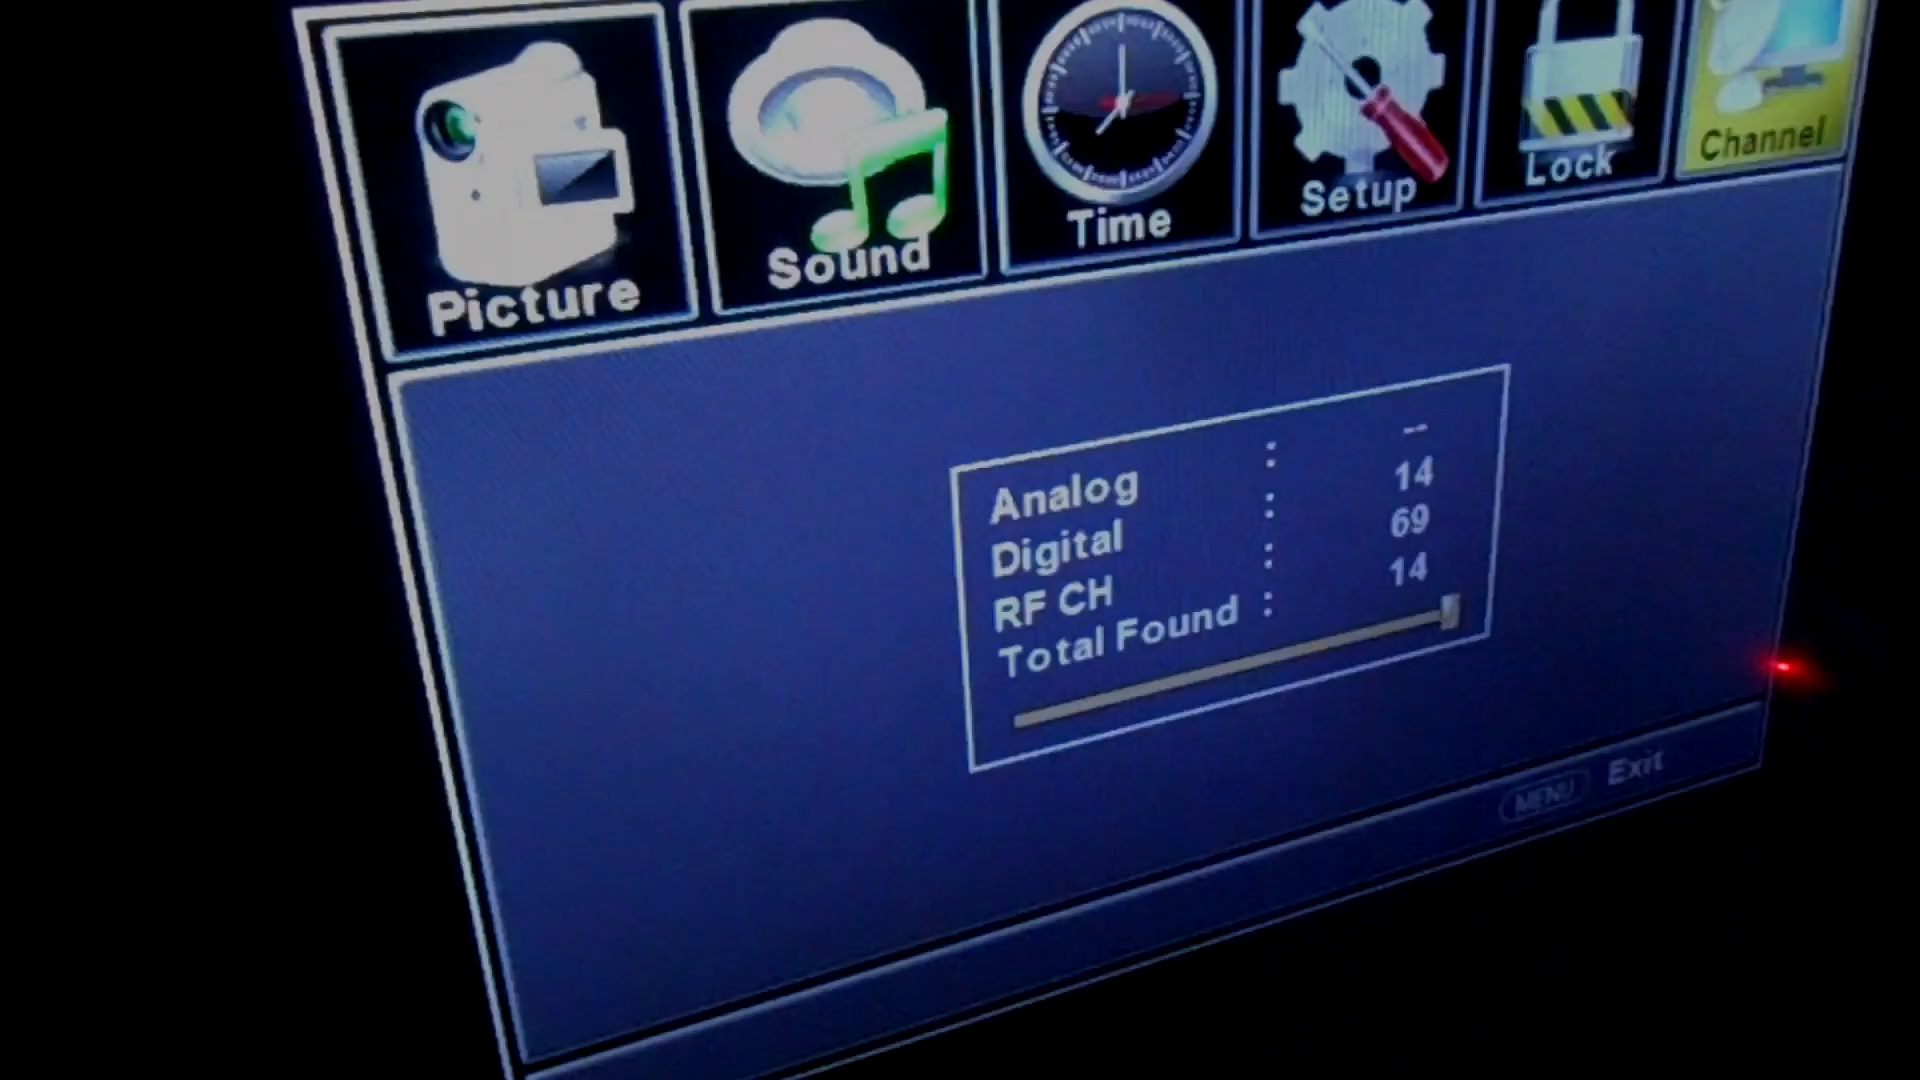 Picture
Sound
Time
Setup
Lock
Channel
Analog : --
Digital : 14
RF CH : 69
Total Found : 14
MENU Exit